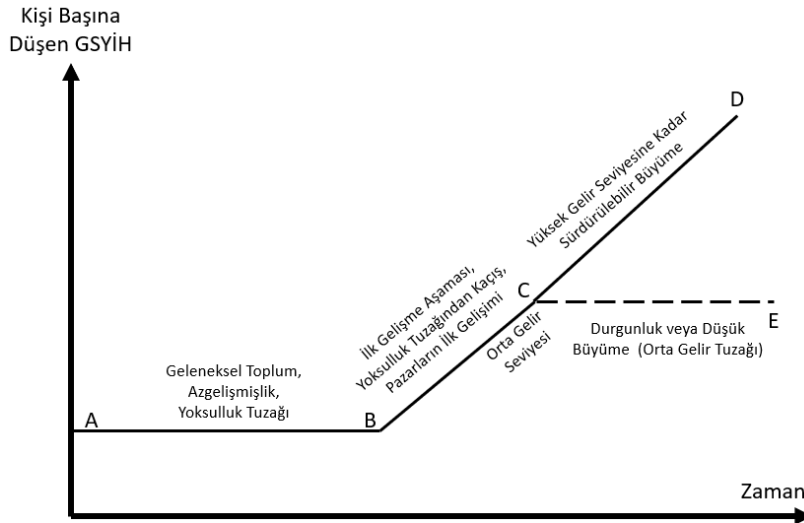 Kişi Başına
Düşen GSYİH
D
Yüksek Gelir Seviyesine Kadar
Sürdürülebilir Büyüme
İlk Gelişme Aşaması,
Yoksulluk Tuzağından Kaçış,
Pazarların İlk Gelişimi
C
Orta Gelir
Seviyesi
E
Durgunluk veya Düşük
Büyüme (Orta Gelir Tuzağı)
Geleneksel Toplum,
Azgelişmişlik,
Yoksulluk Tuzağı
A
B
Zaman